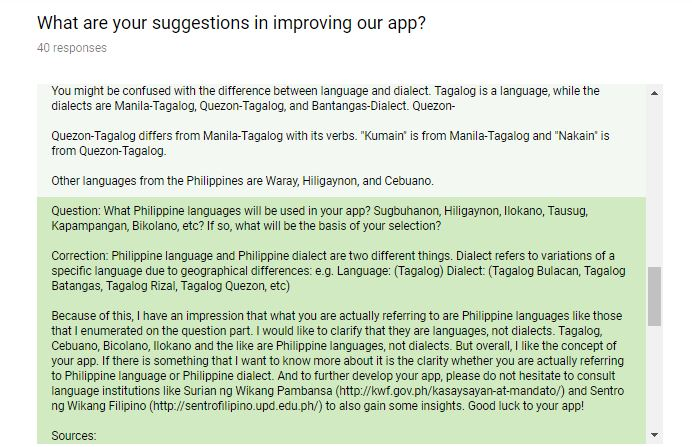 What are your suggestions in improving our app?
40 responses
You might be confused with the difference between language and dialect. Tagalog is a language, while the
dialects are Manila-Tagalog, Quezon-Tagalog, and Bantangas-Dialect. Quezon-
Quezon-Tagalog differs from Manila-Tagalog with its verbs. "Kumain" is from Manila-Tagalog and "Nakain" is
from Quezon-Tagalog.
Other languages from the Philippines are Waray, Hiligaynon, and Cebuano.
Question: What Philippine languages will be used in your app? Sugbuhanon, Hiligaynon, Ilokano, Tausug,
Kapampangan, Bikolano, etc? If so, what will be the basis of your selection?
Correction: Philippine language and Philippine dialect are two different things. Dialect refers to variations of a
specific language due to geographical differences: e.g. Language: (Tagalog) Dialect: (Tagalog Bulacan, Tagalog
Batangas, Tagalog Rizal, Tagalog Quezon, etc)
Because of this, I have an impression that what you are actually referring to are Philippine languages like those
that I enumerated on the question part. I would like to clarify that they are languages, not dialects. Tagalog,
Cebuano, Bicolano, Ilokano and the like are Philippine languages, not dialects. But overall, I like the concept of
your app. If there is something that I want to know more about it is the clarity whether you are actually referring
to Philippine language or Philippine dialect. And to further develop your app, please do not hesitate to consult
language institutions like Surian ng Wikang Pambansa (http://kwf.gov.ph/kasaysayan-at-mandato/) and Sentro
ng Wikang Filipino (http://sentrofilipino.upd.edu.ph/) to also gain some insights. Good luck to your app!
Sources: